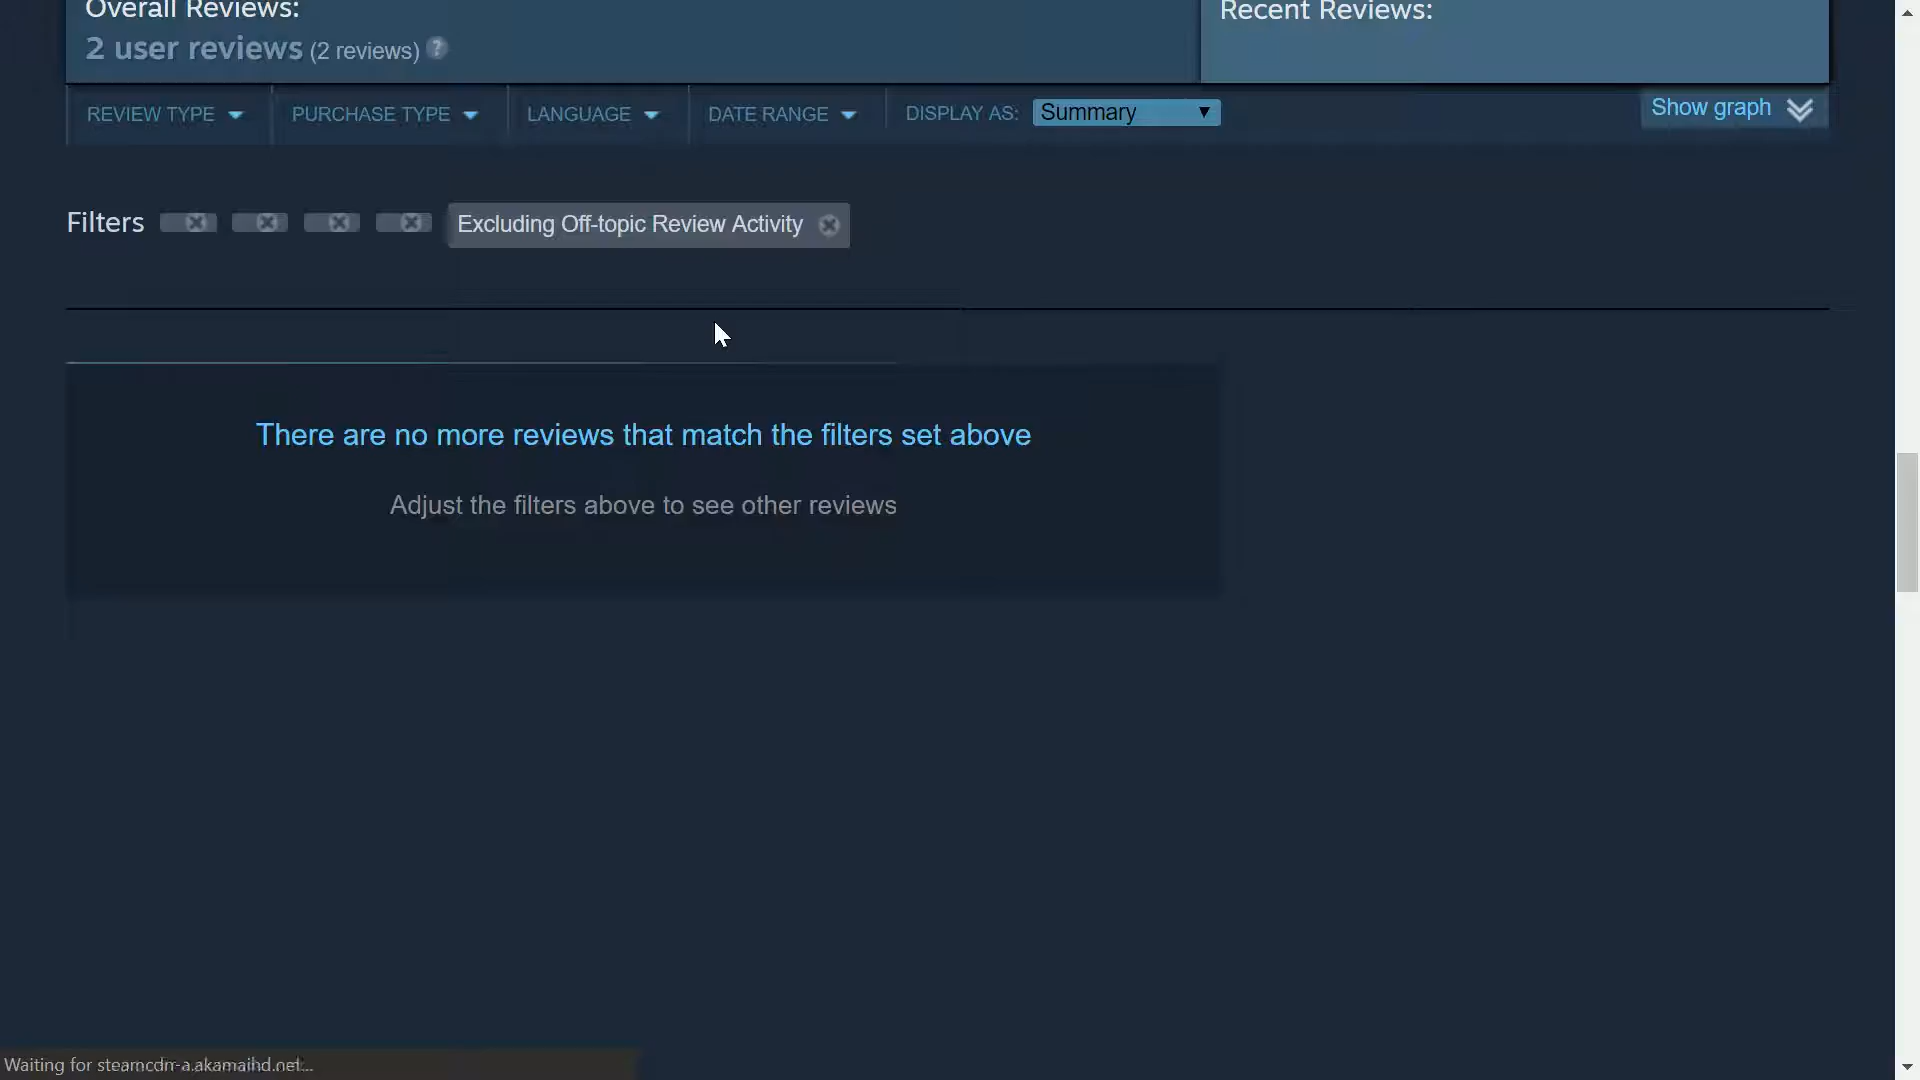 Overall Reviews:
2 user reviews (2 reviews) ?
Recent Reviews:
REVIEW TYPE
PURCHASE TYPE
LANGUAGE
DATE RANGE
DISPLAY AS:
Summary
Show graph
Filters
Excluding Off-topic Review Activity
There are no more reviews that match the filters set above
Adjust the filters above to see other reviews
Waiting for steamcdn-a.akamaihd.net...